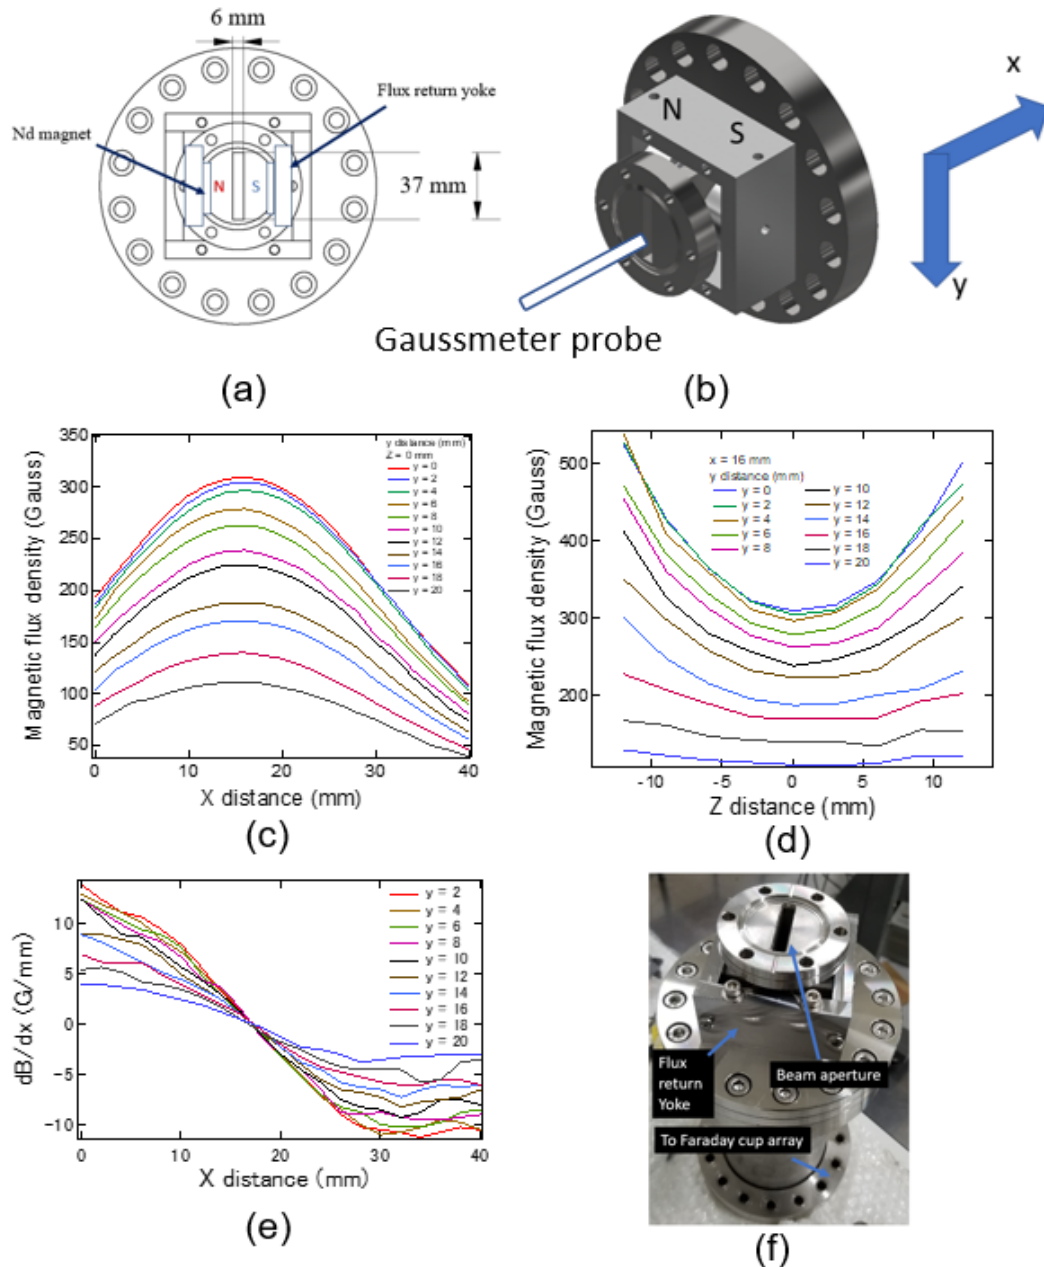 6 mm
Flux return yoke
Nd magnet
N
S
37 mm
N
S
x
y
Gaussmeter probe
(a)
(b)
350
300
250
200
150
100
50
0
10
20
30
40
Magnetic flux density (Gauss)
X distance (mm)
y distance (mm)
Z = 0 mm
y = 0
y = 2
y = 4
y = 6
y = 8
y = 10
y = 12
y = 14
y = 16
y = 18
y = 20
(c)
500
400
300
200
-10
-5
0
5
10
Magnetic flux density (Gauss)
Z distance (mm)
x = 16 mm
y distance (mm)
y = 0
y = 2
y = 4
y = 6
y = 8
y = 10
y = 12
y = 14
y = 16
y = 18
y = 20
(d)
10
5
0
-5
-10
0
10
20
30
40
dB/dx (G/mm)
X distance (mm)
y = 2
y = 4
y = 6
y = 8
y = 10
y = 12
y = 14
y = 16
y = 18
y = 20
(e)
Flux
return
Yoke
Beam aperture
To Faraday cup array
(f)